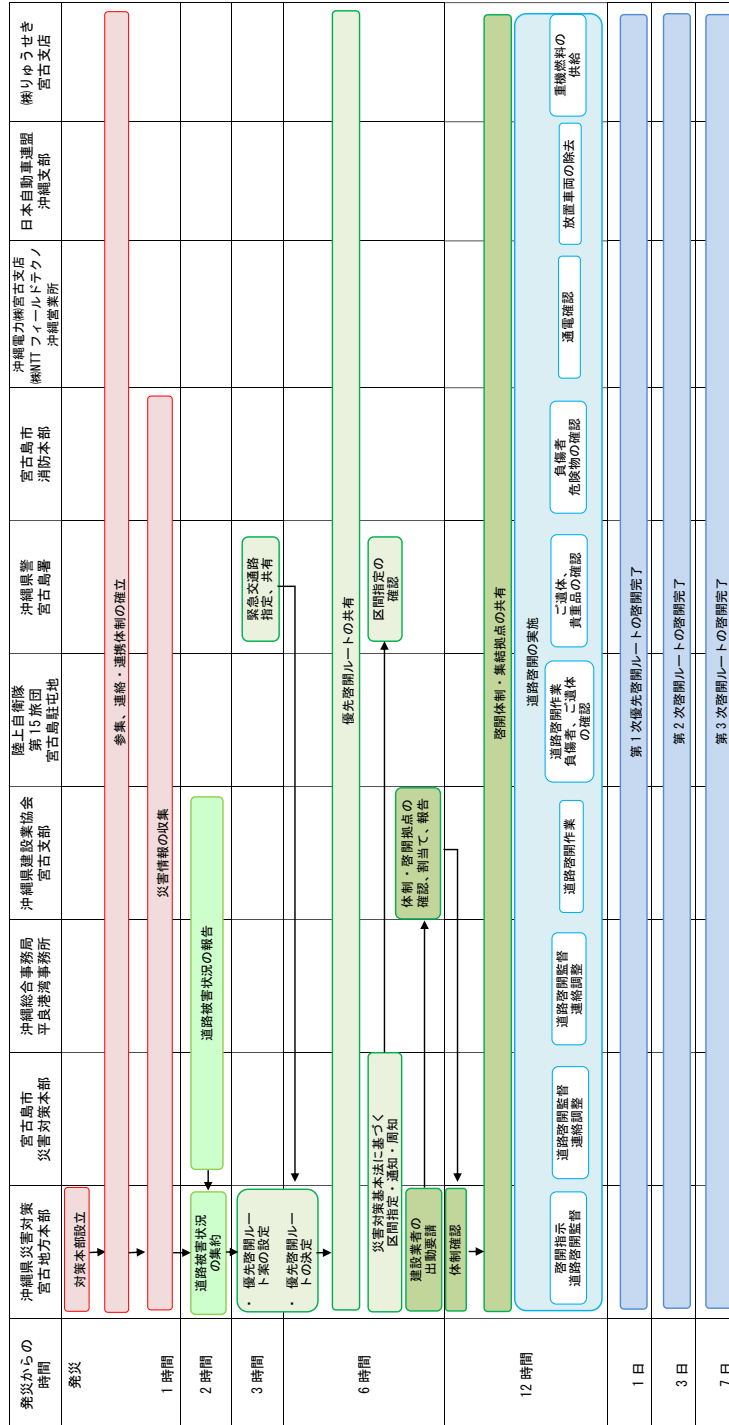 発災からの
時間
沖縄県災害対策
宮古地方本部
宮古島市
災害対策本部
沖縄総合事務局
平良港湾事務所
沖縄県建設業協会
宮古支部
陸上自衛隊
第15旅団
宮古島駐屯地
沖縄県警
宮古島署
宮古島市
消防本部
沖縄電力㈱宮古支店
㈱NTT フィールドテクノ
沖縄営業所
日本自動車連盟
沖縄支部
㈱りゅうせき
宮古支店
発災
対策本部設立
参集、連絡・連携体制の確立
1 時間
災害情報の収集
2 時間
道路被害状況
の集約
道路被害状況の報告
3 時間
・ 優先啓開ルー
ト案の設定
緊急交通路
指定、共有
・ 優先啓開ルー
トの決定
6 時間
優先啓開ルートの共有
災害対策基本法に基づく
区間指定・通知・周知
区間指定の
確認
建設業者の
出動要請
体制・啓開拠点の
確認、割当て、報告
体制確認
12 時間
啓開体制・集結拠点の共有
道路啓開の実施
啓開指示
道路啓開監督
道路啓開監督
連絡調整
道路啓開監督
連絡調整
道路啓開作業
道路啓開作業
負傷者、ご遺体
の確認
ご遺体、
貴重品の確認
負傷者
危険物の確認
通電確認
放置車両の除去
重機燃料の
供給
1 日
第1次優先啓開ルートの啓開完了
3 日
第2次啓開ルートの啓開完了
7 日
第3次啓開ルートの啓開完了